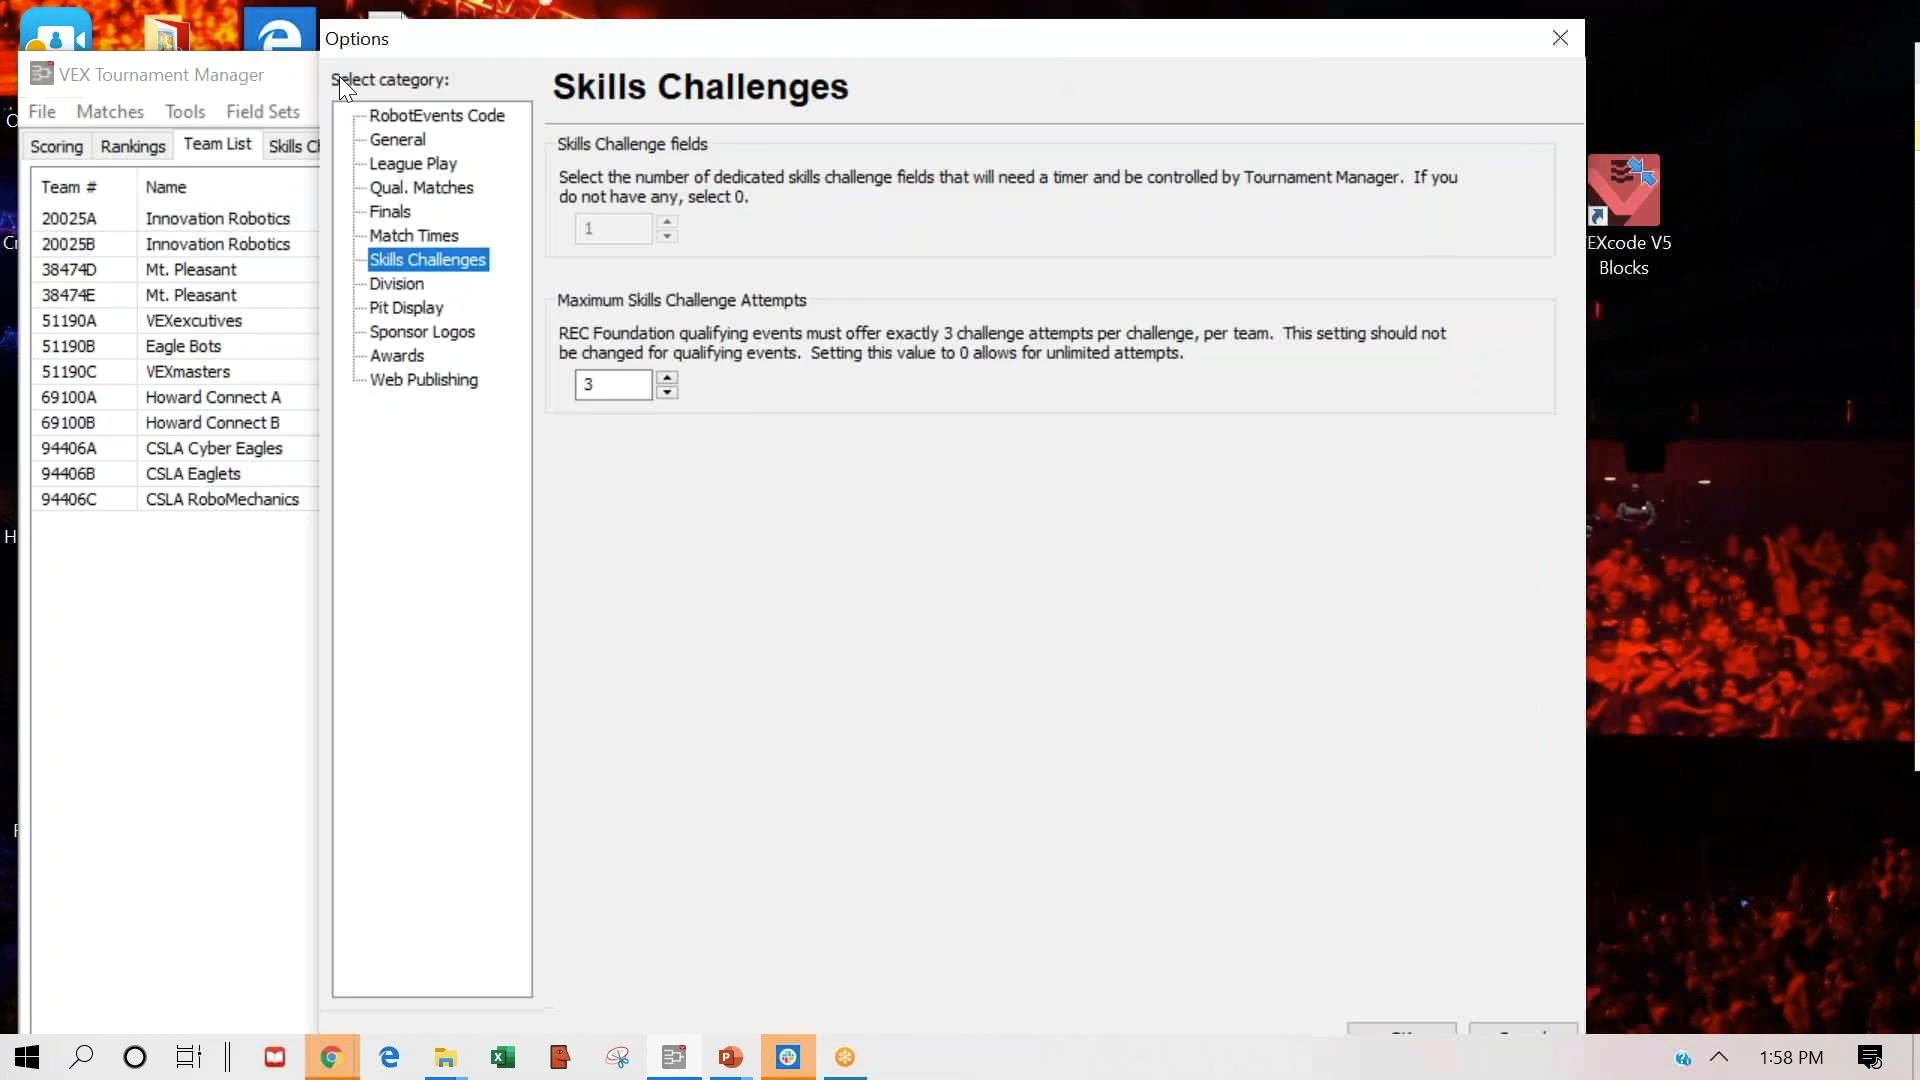 Options
VEX Tournament Manager
Select category:
Skills Challenges
File Matches Tools Field Sets
Scoring Rankings Team List Skills
Team # Name
20025A Innovation Robotics
20025B Innovation Robotics
38474D Mt. Pleasant
38474E Mt. Pleasant
51190A VEXexcutives
51190B Eagle Bots
51190C VEXmasters
69100A Howard Connect A
69100B Howard Connect B
94406A CSLA Cyber Eagles
94406B CSLA Eaglets
94406C CSLA RoboMechanics
RobotEvents Code
General
League Play
Qual. Matches
Finals
Match Times
Skills Challenges
Division
Pit Display
Sponsor Logos
Awards
Web Publishing
Skills Challenge fields
Select the number of dedicated skills challenge fields that will need a timer and be controlled by Tournament Manager. If you
do not have any, select 0.
1
Maximum Skills Challenge Attempts
REC Foundation qualifying events must offer exactly 3 challenge attempts per challenge, per team. This setting should not
be changed for qualifying events. Setting this value to 0 allows for unlimited attempts.
3
EXcode V5
Blocks
1:58 PM